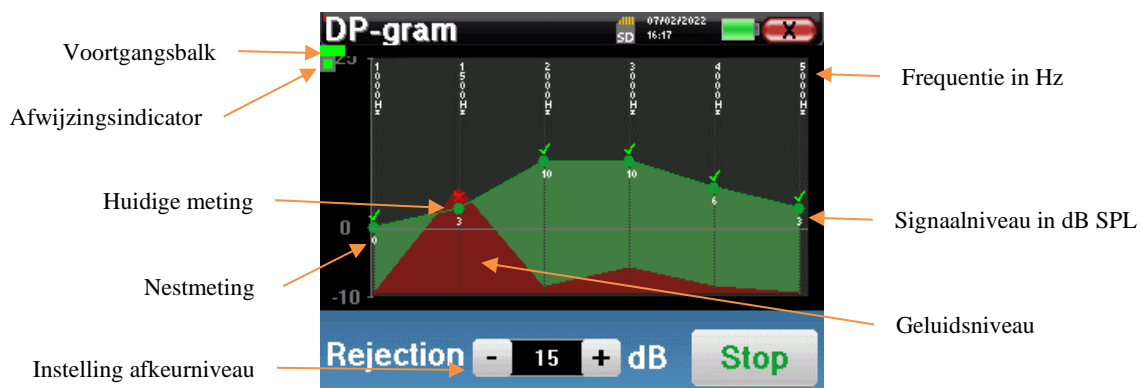 DP-gram
SD
07/02/2022
16:17
X
Voortgangsbalk
Afwijzingsindicator
Huidige meting
Nestmeting
Instelling afkeurniveau
Frequentie in Hz
Signaalniveau in dB SPL
Geluidsniveau
25
0
-10
1000Hz
1500Hz
2000Hz
3000Hz
4000Hz
5000Hz
0
3
10
10
6
3
Rejection - 15 + dB
Stop